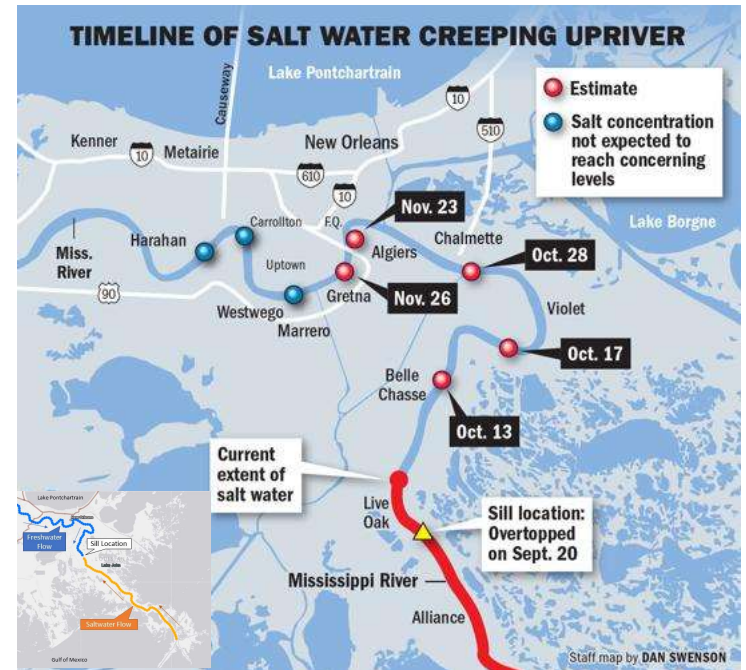 TIMELINE OF SALT WATER CREEPING UPRIVER
Lake Pontchartrain
Causeway
Estimate
Salt concentration
not expected to
reach concerning
levels
10
510
Kenner
10
Metairie
New Orleans
610
10
Lake Borgne
Nov. 23
Carrollton
F.Q.
Harahan
Algiers
Chalmette
Oct. 28
Miss.
River
Uptown
90
Gretna
Nov. 26
Westwego
Marrero
Violet
Oct. 17
Belle
Chasse
Oct. 13
Current
extent of
salt water
Live
Oak
Sill location:
Overtopped
on Sept. 20
Mississippi River
Alliance
Staff map by DAN SWENSON
Lake Pontchartrain
Freshwater
Flow
Sill Location
Saltwater Flow
Gulf of Mexico